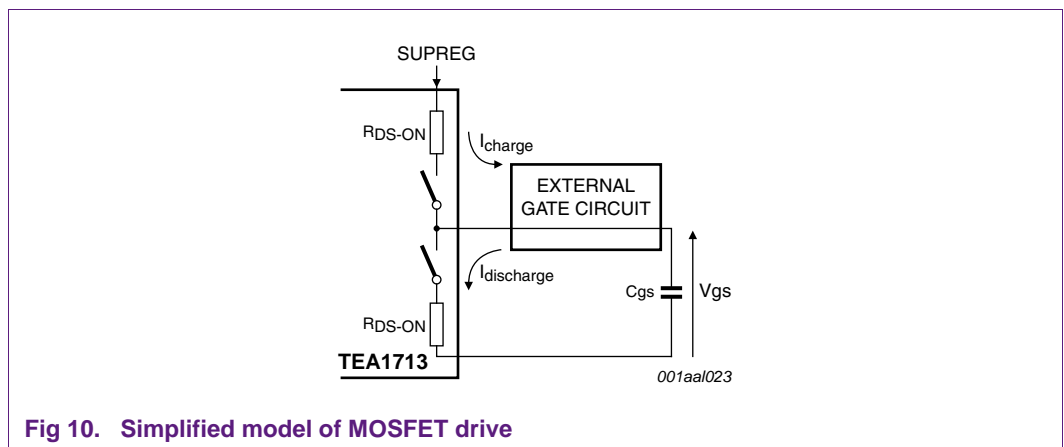 SUPREG
RDS-ON
Icharge
EXTERNAL
GATE CIRCUIT
Idischarge
Cgs
Vgs
RDS-ON
TEA1713
001aal023
Fig 10. Simplified model of MOSFET drive